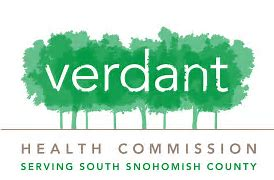 verdant
HEALTH COMMISSION
SERVING SOUTH SNOHOMISH COUNTY